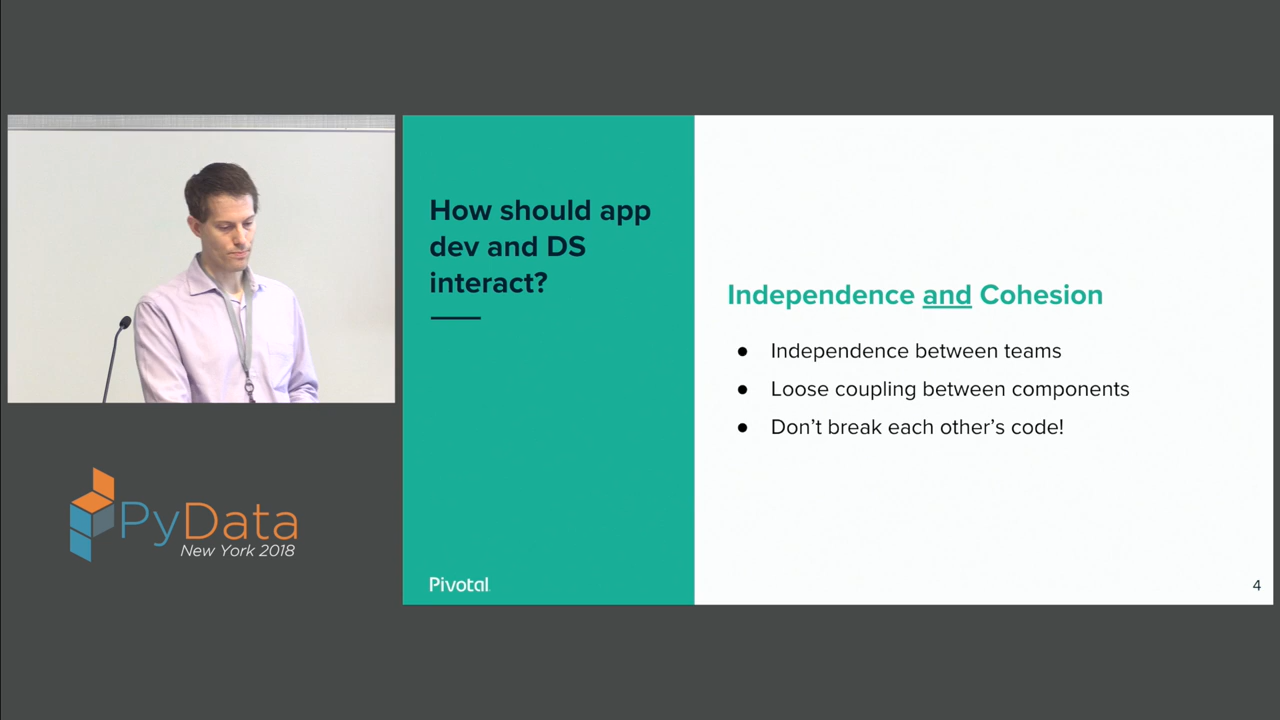 How should app
dev and DS
interact?
Independence and Cohesion
● Independence between teams
● Loose coupling between components
● Don’t break each other’s code!
Pivotal
4
PyData
New York 2018